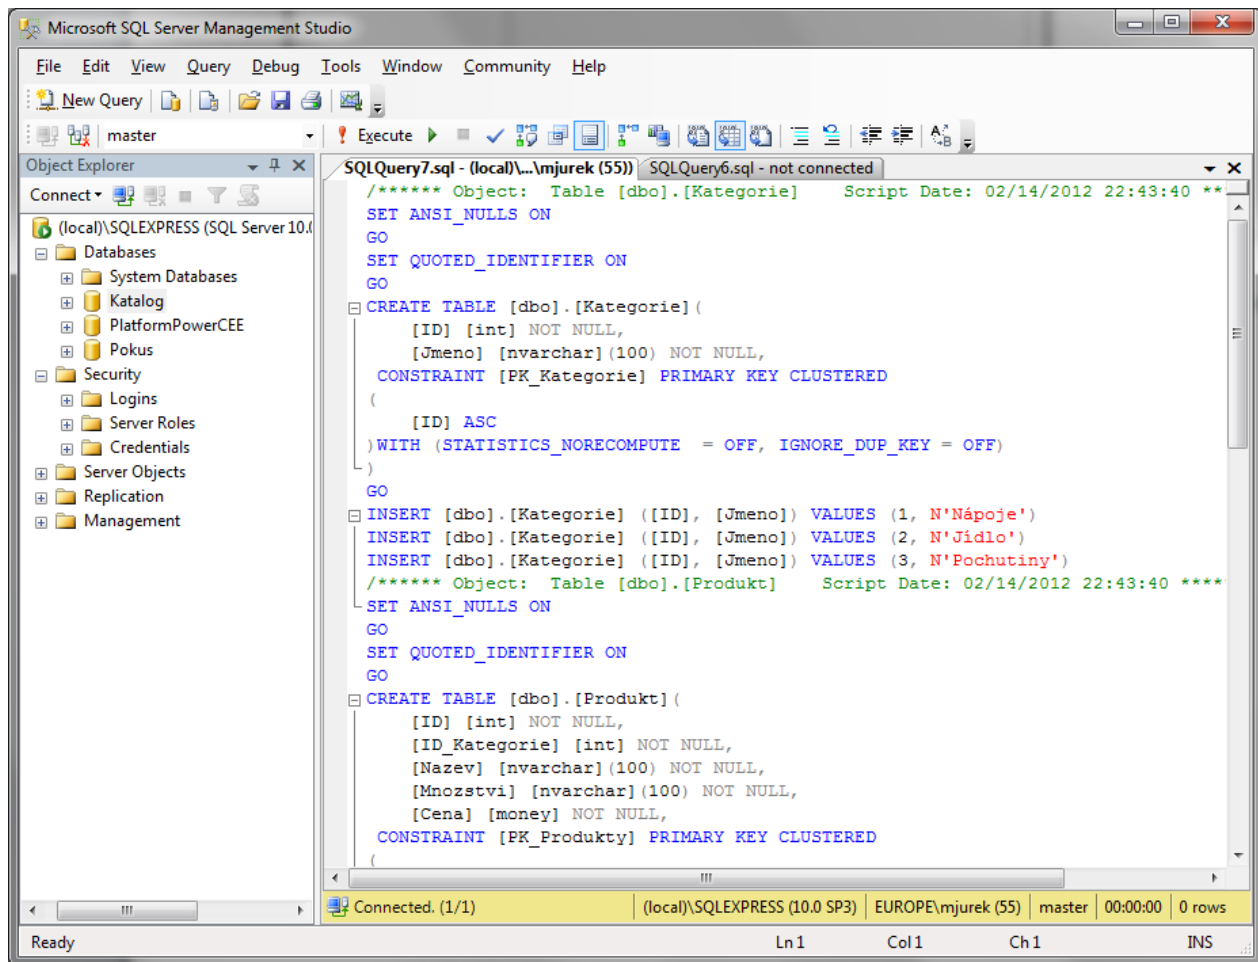 Microsoft SQL Server Management Studio
File Edit View Query Debug Tools Window Community Help
New Query
master Execute
Object Explorer
Connect
(local)\SQLEXPRESS (SQL Server 10.0
Databases
System Databases
Katalog
PlatformPowerCEE
Pokus
Security
Logins
Server Roles
Credentials
Server Objects
Replication
Management
SQLQuery7.sql - (local)\...\mjurek (55)) SQLQuery6.sql - not connected
/****** Object:  Table [dbo].[Kategorie]    Script Date: 02/14/2012 22:43:40 **
SET ANSI_NULLS ON
GO
SET QUOTED_IDENTIFIER ON
GO
CREATE TABLE [dbo].[Kategorie](
[ID] [int] NOT NULL,
[Jmeno] [nvarchar](100) NOT NULL,
CONSTRAINT [PK_Kategorie] PRIMARY KEY CLUSTERED
(
[ID] ASC
)WITH (STATISTICS_NORECOMPUTE  = OFF, IGNORE_DUP_KEY = OFF)
)
GO
INSERT [dbo].[Kategorie] ([ID], [Jmeno]) VALUES (1, N'Nápoje')
INSERT [dbo].[Kategorie] ([ID], [Jmeno]) VALUES (2, N'Jídlo')
INSERT [dbo].[Kategorie] ([ID], [Jmeno]) VALUES (3, N'Pochutiny')
/****** Object:  Table [dbo].[Produkt]    Script Date: 02/14/2012 22:43:40 ****
SET ANSI_NULLS ON
GO
SET QUOTED_IDENTIFIER ON
GO
CREATE TABLE [dbo].[Produkt](
[ID] [int] NOT NULL,
[ID_Kategorie] [int] NOT NULL,
[Nazev] [nvarchar](100) NOT NULL,
[Mnozstvi] [nvarchar](100) NOT NULL,
[Cena] [money] NOT NULL,
CONSTRAINT [PK_Produkty] PRIMARY KEY CLUSTERED
(
Connected. (1/1) (local)\SQLEXPRESS (10.0 SP3) EUROPE\mjurek (55) master 00:00:00 0 rows
Ready Ln 1 Col 1 Ch 1 INS